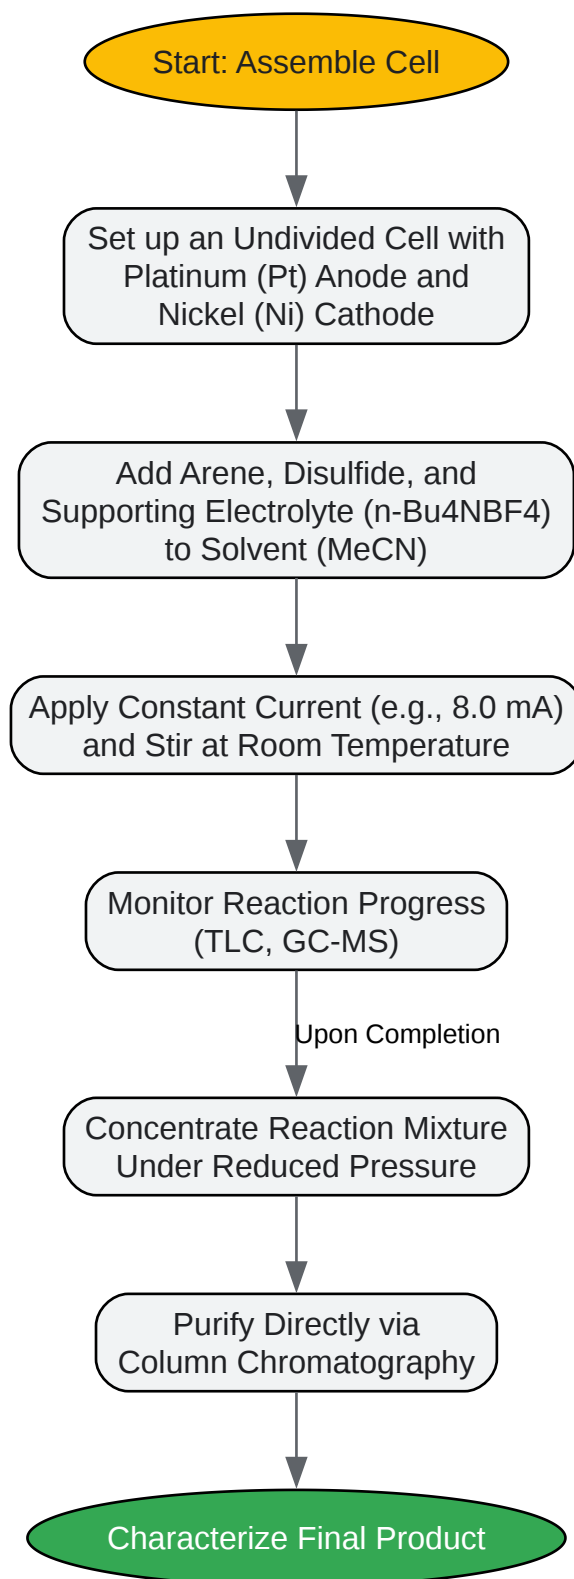 Start: Assemble Cell
Set up an Undivided Cell with
Platinum (Pt) Anode and
Nickel (Ni) Cathode
Add Arene, Disulfide, and
Supporting Electrolyte (n-Bu4NBF4)
to Solvent (MeCN)
Apply Constant Current (e.g., 8.0 mA)
and Stir at Room Temperature
Monitor Reaction Progress
(TLC, GC-MS)
Upon Completion
Concentrate Reaction Mixture
Under Reduced Pressure
Purify Directly via
Column Chromatography
Characterize Final Product